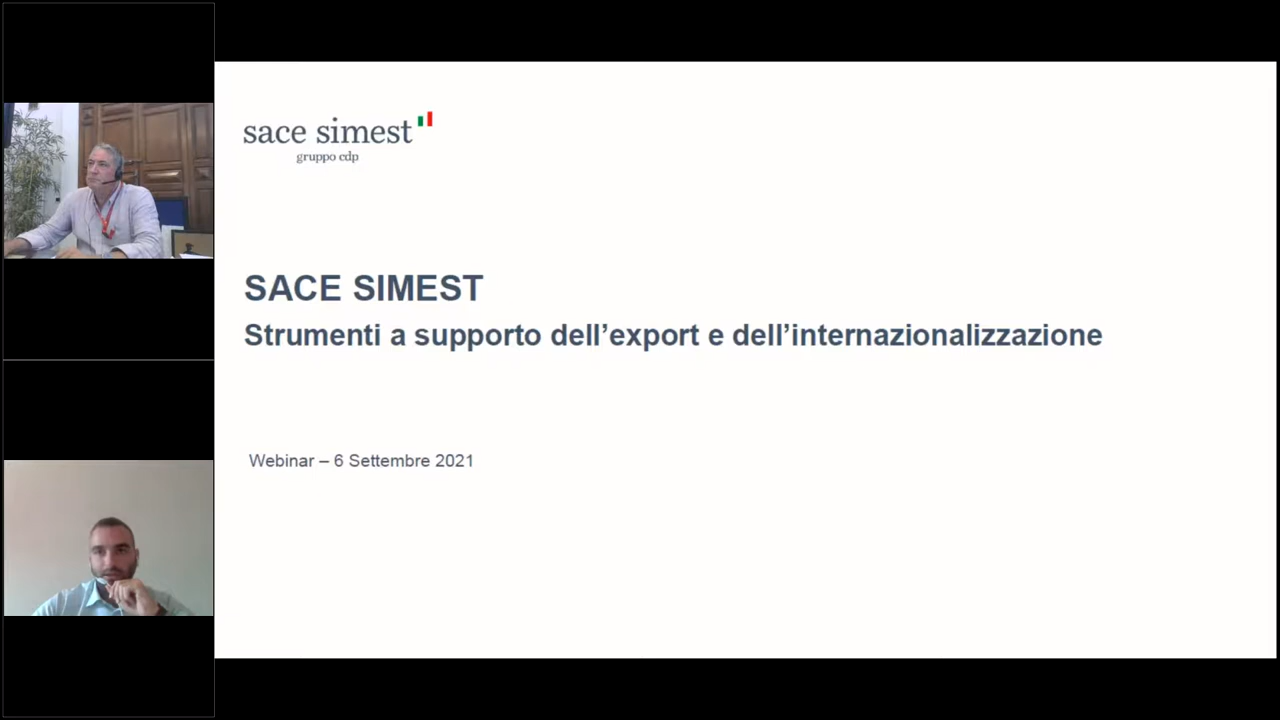 sace simest
gruppo cdp
SACE SIMEST
Strumenti a supporto dell’export e dell’internazionalizzazione
Webinar – 6 Settembre 2021